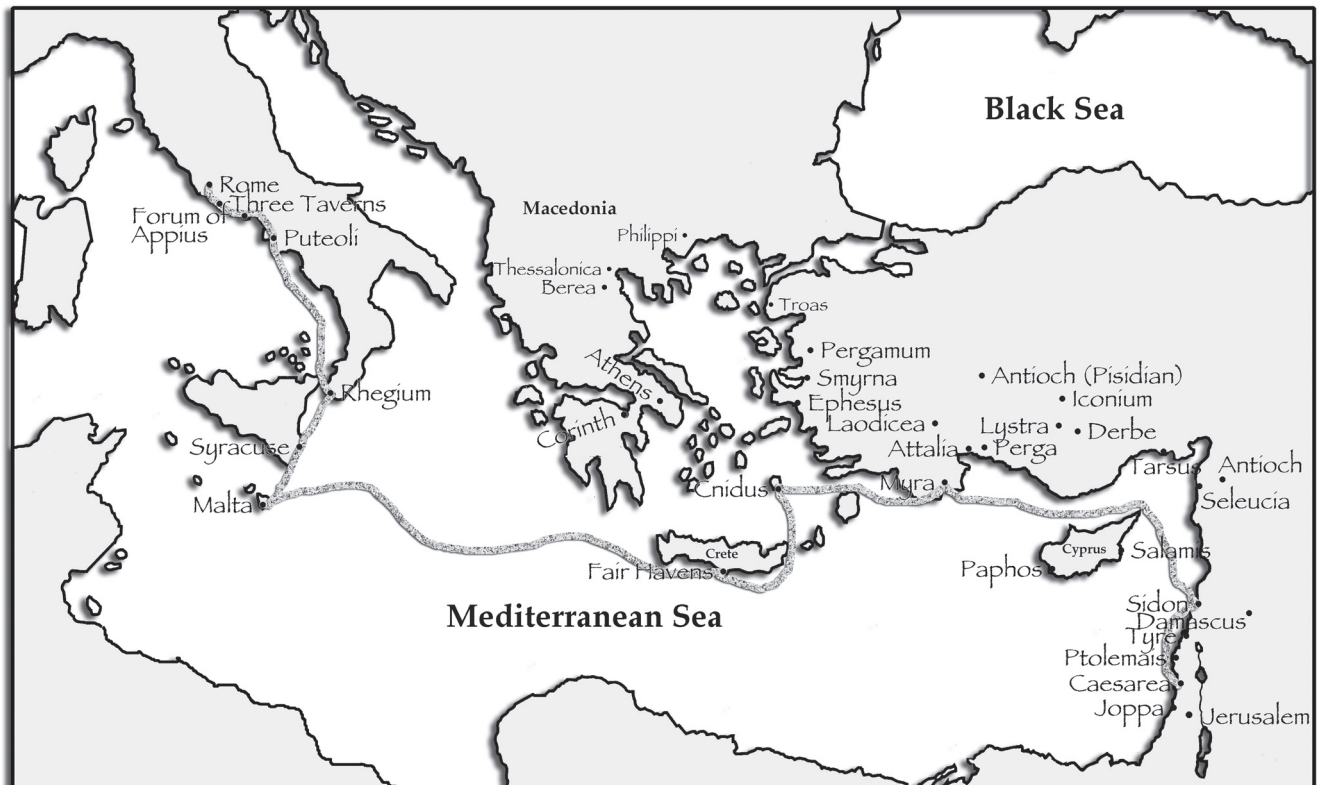 Black Sea
Rome
Three Taverns
Forum of
Appius
Puteoli
Macedonia
Philippi
Thessalonica
Berea
Troas
Pergamum
Smyrna
Ephesus
Laodicea
Antioch (Pisidian)
Iconium
Lystra
Derbe
Attalia
Perga
Athens
Corinth
Rhegium
Syracuse
Malta
Cnidus
Myra
Tarsus
Antioch
Seleucia
Crete
Fair Havens
Cyprus
Salamis
Paphos
Mediterranean Sea
Sidon
Damascus
Tyre
Ptolemais
Caesarea
Joppa
Jerusalem